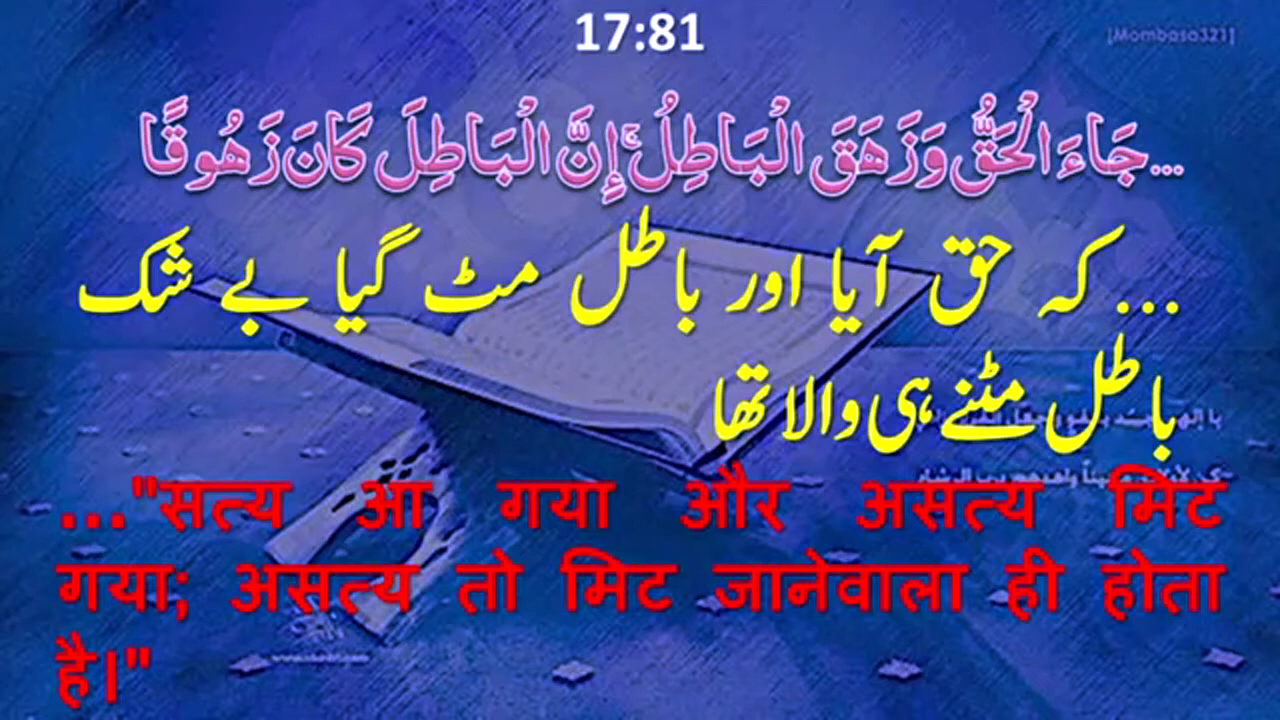 17:81
[Mombasa321]
...جَاءَ الْحَقُّ وَزَهَقَ الْبَاطِلُ ۚ إِنَّ الْبَاطِلَ كَانَ زَهُوقًا
...کہ حق آیا اور باطل مٹ گیا بے شک
باطل مٹنے ہی والا تھا
..."सत्य आ गया और असत्य मिट
गया; असत्य तो मिट जानेवाला ही होता
है।"